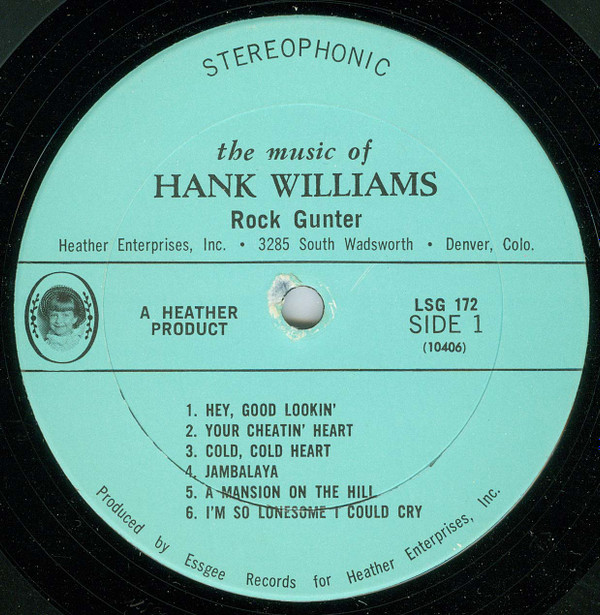 STEREOPHONIC
the music of
HANK WILLIAMS
Rock Gunter
Heather Enterprises, Inc. • 3285 South Wadsworth • Denver, Colo.
A HEATHER
PRODUCT
LSG 172
SIDE 1
(10406)
1. HEY, GOOD LOOKIN'
2. YOUR CHEATIN' HEART
3. COLD, COLD HEART
4. JAMBALAYA
5. A MANSION ON THE HILL
6. I'M SO LONESOME I COULD CRY
Produced by Essgee Records for Heather Enterprises, Inc.